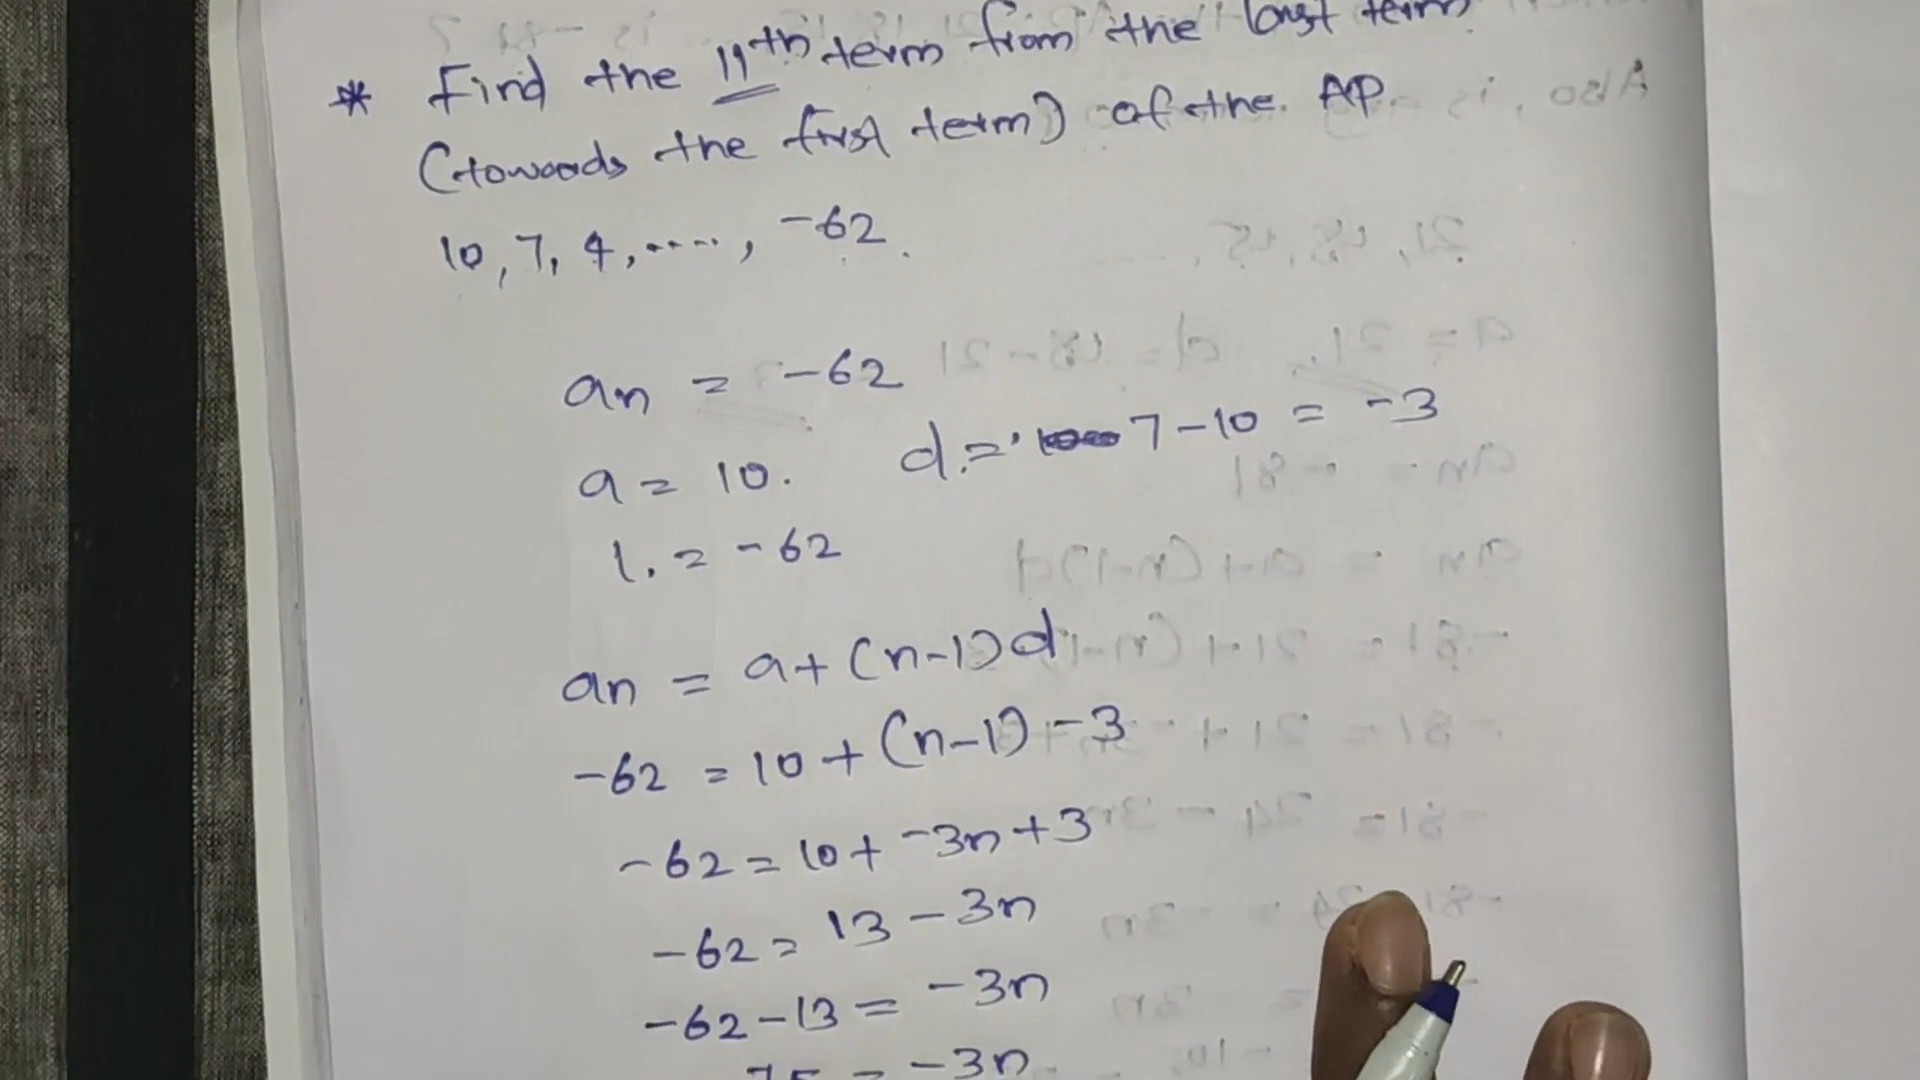 * Find the 11th term from the last term
(towards the first term) of the AP
10, 7, 4, ....., -62.
an = -62
d = 7-10 = -3
a = 10.
l. = -62
an = a+(n-1)d
-62 = 10+(n-1)-3
-62 = 10+ -3n+3
-62 = 13-3n
-62-13 = -3n
75 = -3n